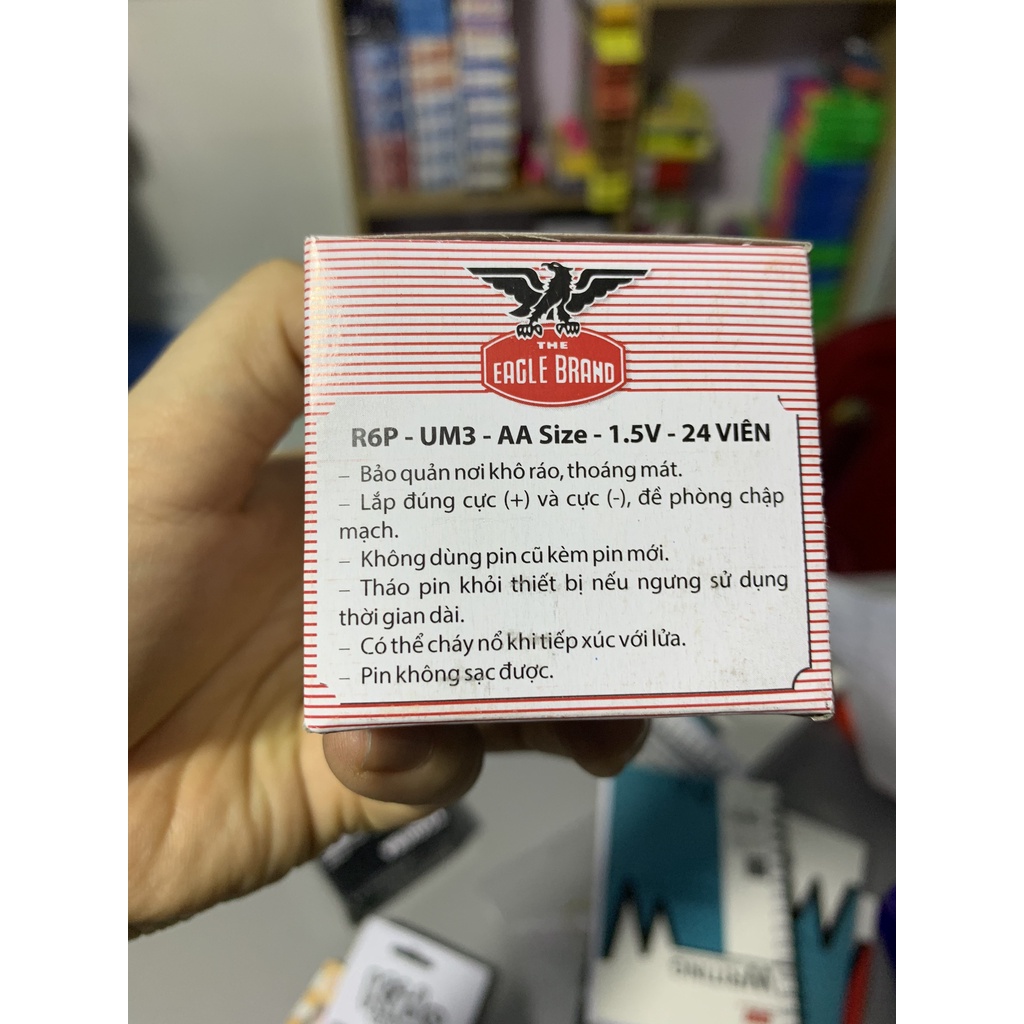 THE
EAGLE BRAND
R6P - UM3 - AA Size - 1.5V - 24 VIÊN
– Bảo quản nơi khô ráo, thoáng mát.
– Lắp đúng cực (+) và cực (-), đề phòng chập
mạch.
– Không dùng pin cũ kèm pin mới.
– Tháo pin khỏi thiết bị nếu ngưng sử dụng
thời gian dài.
– Có thể cháy nổ khi tiếp xúc với lửa.
– Pin không sạc được.